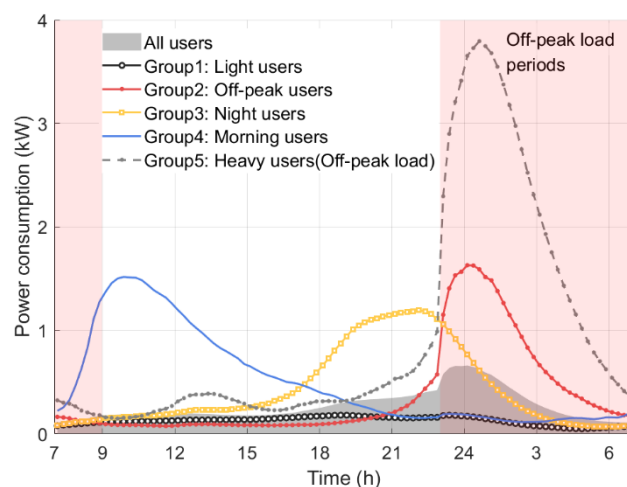 4
3
2
1
0
Power consumption (kW)
All users
Group1: Light users
Group2: Off-peak users
Group3: Night users
Group4: Morning users
Group5: Heavy users(Off-peak load)
Off-peak load
periods
7 9 12 15 18 21 24 3 6
Time (h)